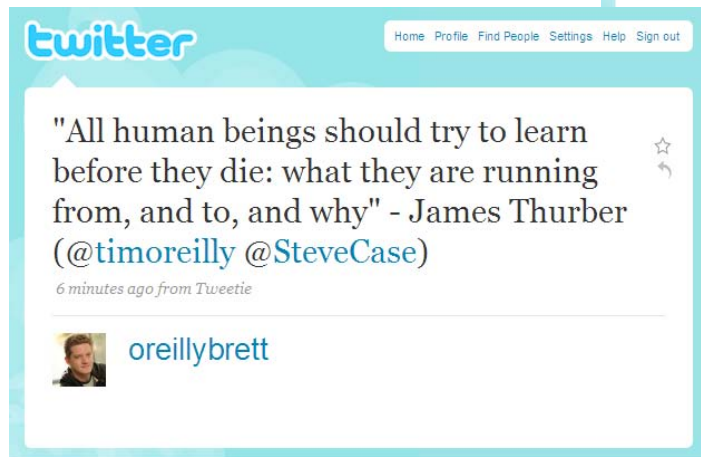 twitter
Home Profile Find People Settings Help Sign out
"All human beings should try to learn
before they die: what they are running
from, and to, and why" - James Thurber
(@timoreilly @SteveCase)
6 minutes ago from Tweetie
oreillybrett